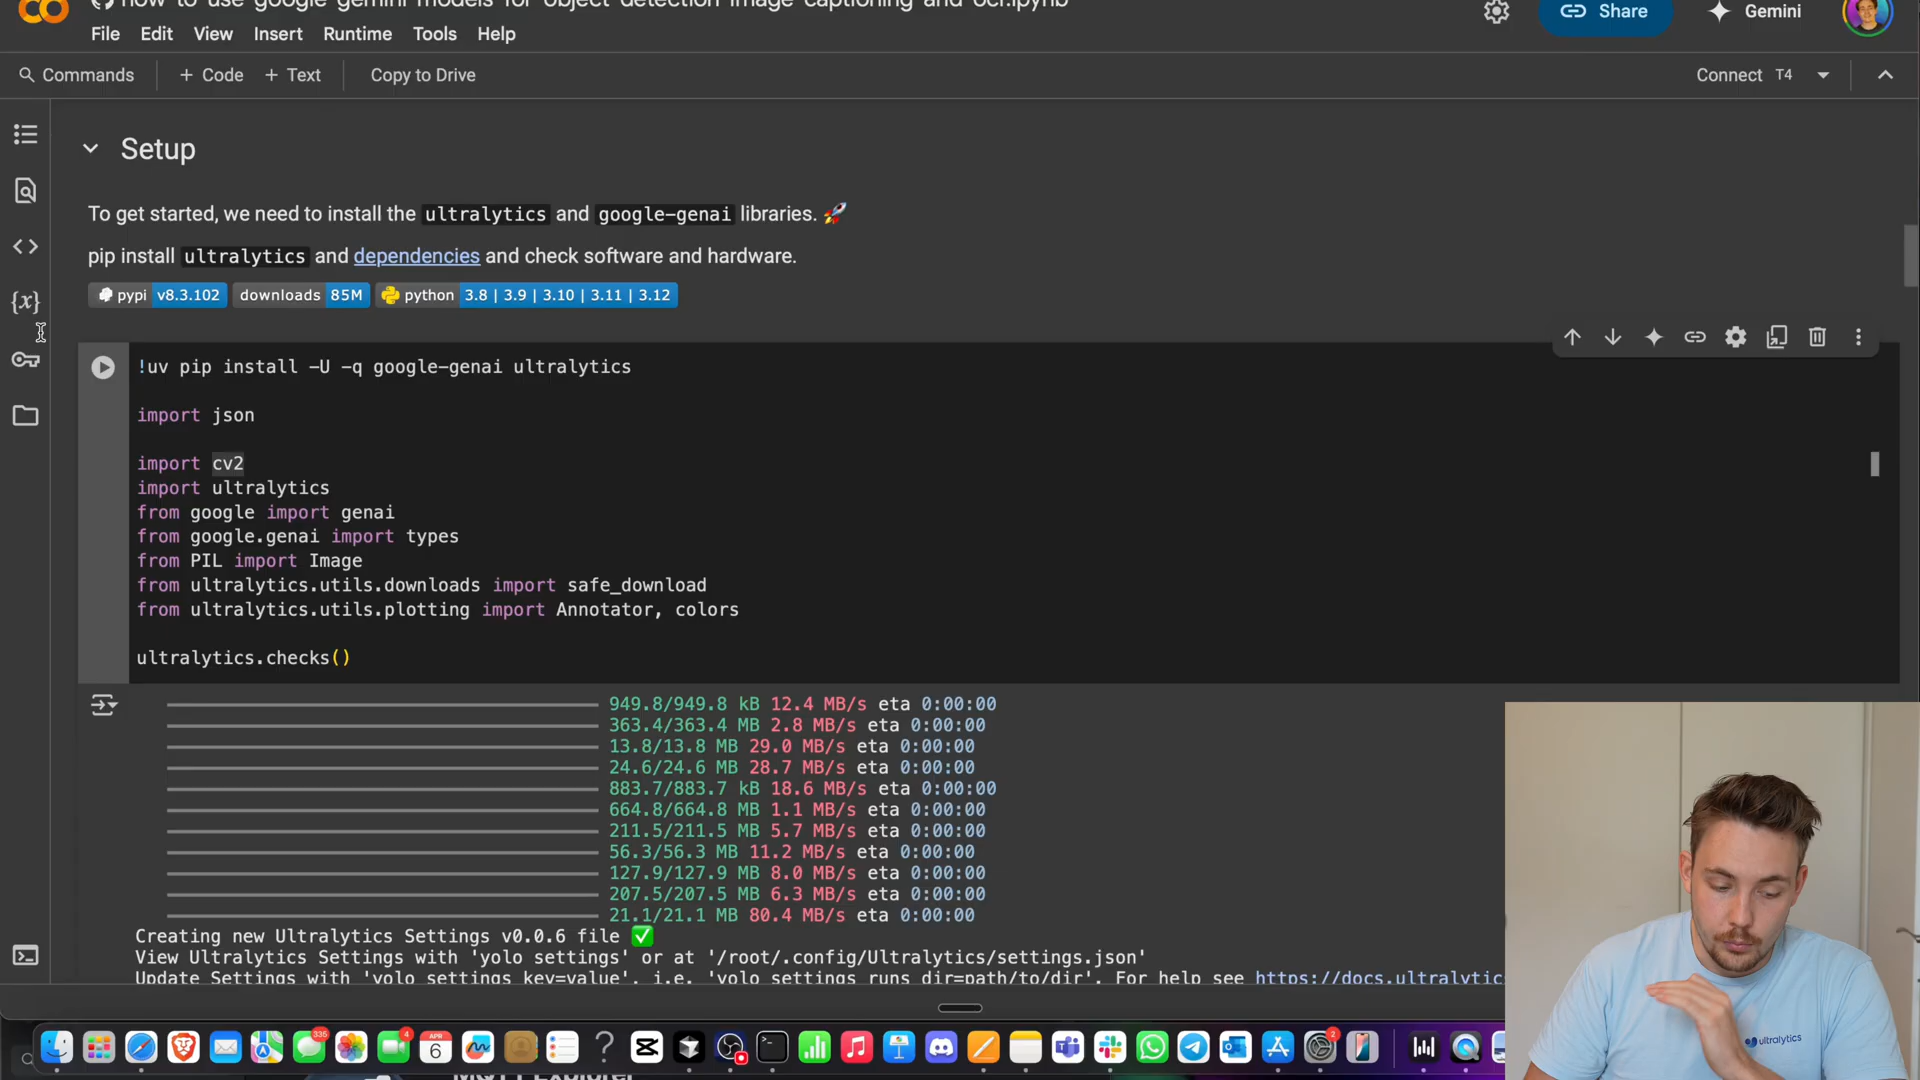 how to use google gemini models for object detection image captioning and ocr.ipynb
File Edit View Insert Runtime Tools Help
Share
Gemini
Commands + Code + Text Copy to Drive
Connect T4
Setup
To get started, we need to install the ultralytics and google-genai libraries. 🚀
pip install ultralytics and dependencies and check software and hardware.
pypi v8.3.102 downloads 85M python 3.8 | 3.9 | 3.10 | 3.11 | 3.12
!uv pip install -U -q google-genai ultralytics
import json
import cv2
import ultralytics
from google import genai
from google.genai import types
from PIL import Image
from ultralytics.utils.downloads import safe_download
from ultralytics.utils.plotting import Annotator, colors
ultralytics.checks()
949.8/949.8 kB 12.4 MB/s eta 0:00:00
363.4/363.4 MB 2.8 MB/s eta 0:00:00
13.8/13.8 MB 29.0 MB/s eta 0:00:00
24.6/24.6 MB 28.7 MB/s eta 0:00:00
883.7/883.7 kB 18.6 MB/s eta 0:00:00
664.8/664.8 MB 1.1 MB/s eta 0:00:00
211.5/211.5 MB 5.7 MB/s eta 0:00:00
56.3/56.3 MB 11.2 MB/s eta 0:00:00
127.9/127.9 MB 8.0 MB/s eta 0:00:00
207.5/207.5 MB 6.3 MB/s eta 0:00:00
21.1/21.1 MB 80.4 MB/s eta 0:00:00
Creating new Ultralytics Settings v0.0.6 file ✅
View Ultralytics Settings with 'yolo settings' or at '/root/.config/Ultralytics/settings.json'
Update Settings with 'yolo settings key=value', i.e. 'yolo settings runs_dir=path/to/dir'. For help see https://docs.ultralytics
ultralytics
335
4
APR
6
2
MQTT Explorer